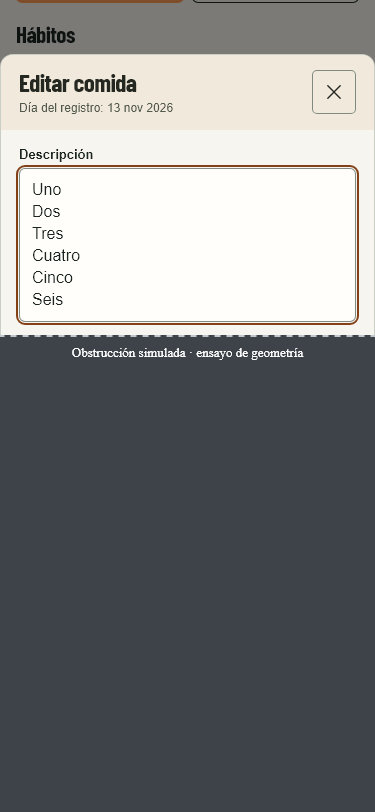 Hábitos
Editar comida
Día del registro: 13 nov 2026
Descripción
Uno
Dos
Tres
Cuatro
Cinco
Seis
Obstrucción simulada · ensayo de geometría